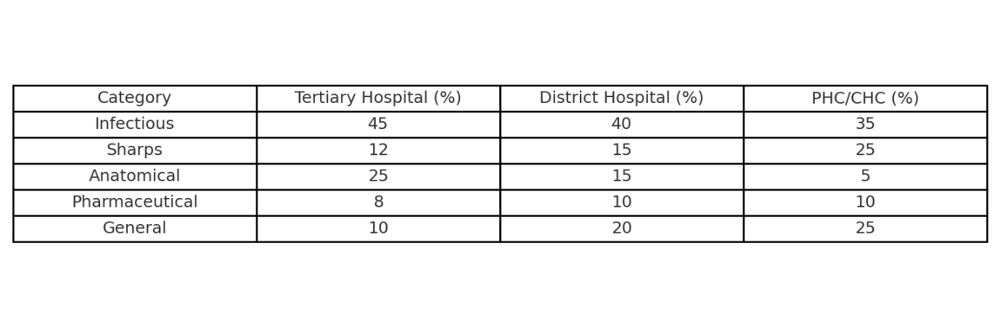 Category Tertiary Hospital (%) District Hospital (%) PHC/CHC (%)
Infectious 45 40 35
Sharps 12 15 25
Anatomical 25 15 5
Pharmaceutical 8 10 10
General 10 20 25